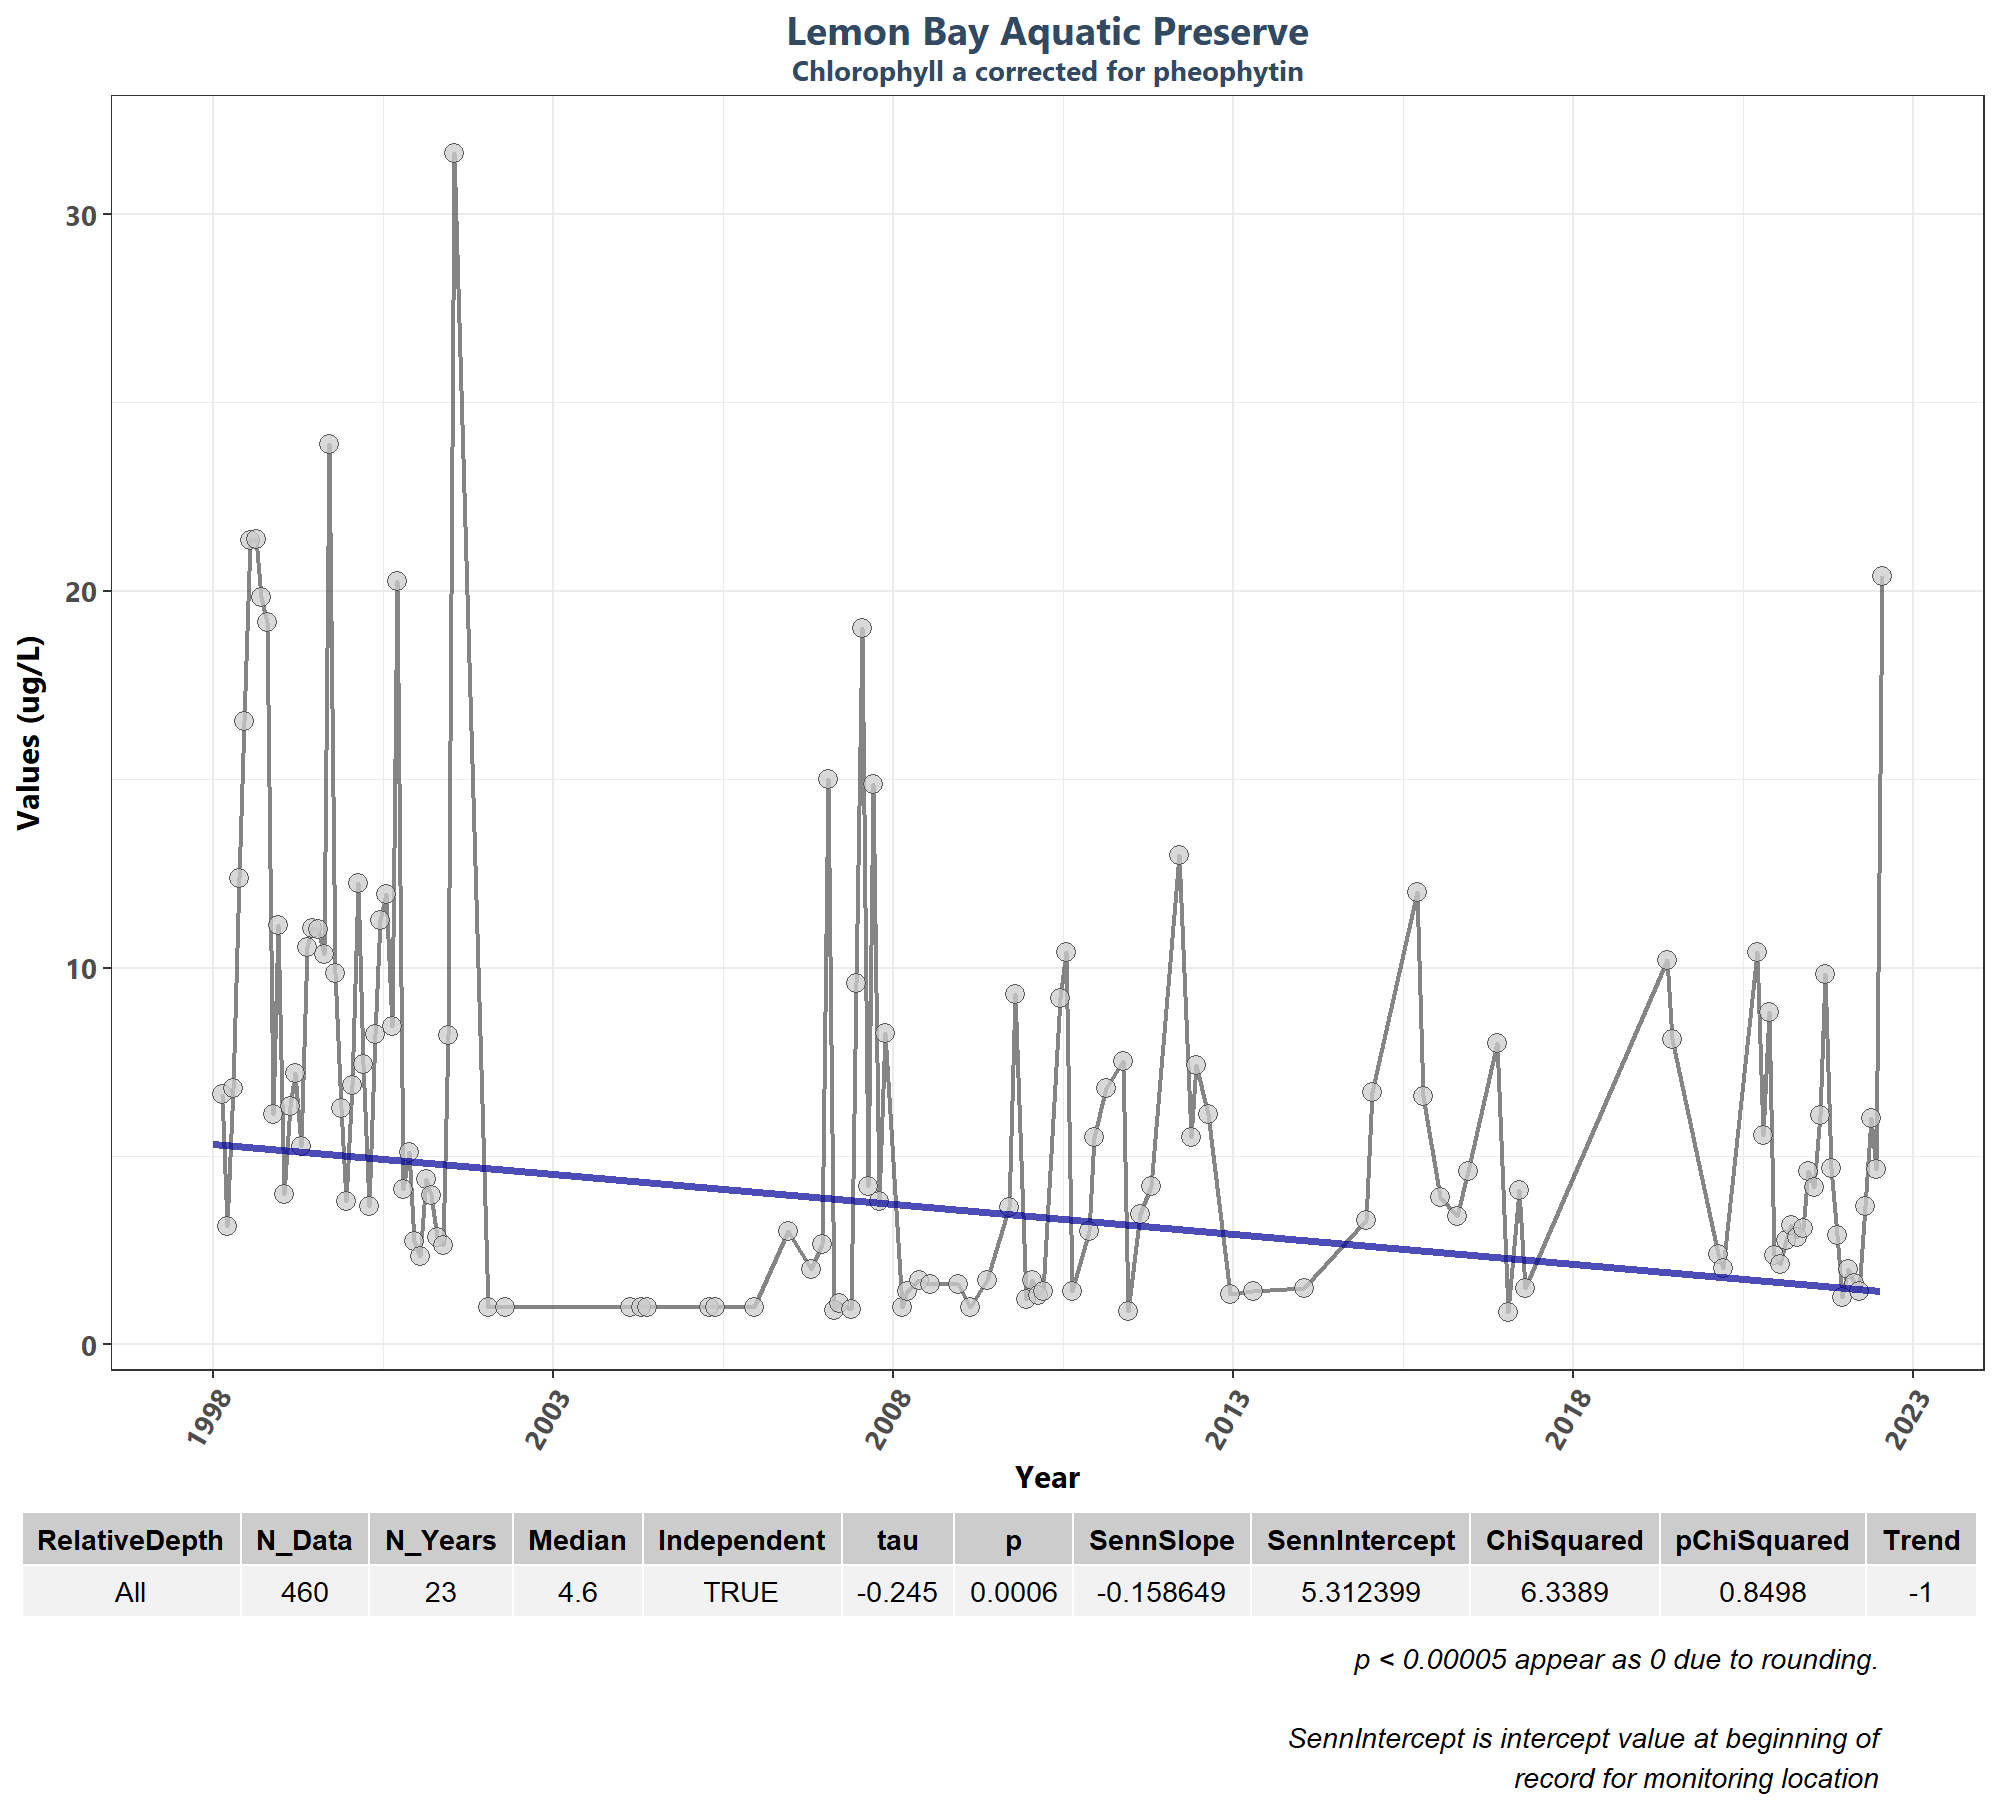 Lemon Bay Aquatic Preserve
Chlorophyll a corrected for pheophytin
Values (ug/L)
30
20
10
0
1998 2003 2008 2013 2018 2023
Year
RelativeDepth N_Data N_Years Median Independent tau p SennSlope SennIntercept ChiSquared pChiSquared Trend
All 460 23 4.6 TRUE -0.245 0.0006 -0.158649 5.312399 6.3389 0.8498 -1
p < 0.00005 appear as 0 due to rounding.
SennIntercept is intercept value at beginning of
record for monitoring location